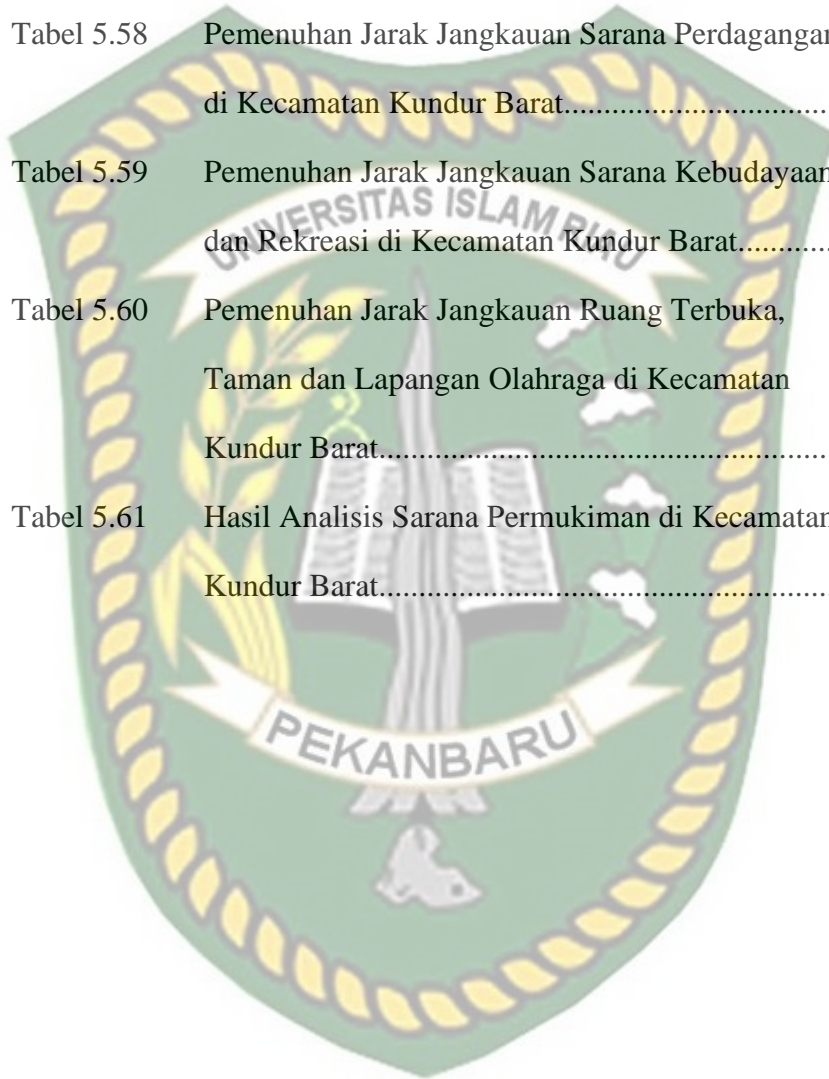 Tabel 5.58 Pemenuhan Jarak Jangkauan Sarana Perdagangan
di Kecamatan Kundur Barat..................................
Tabel 5.59 Pemenuhan Jarak Jangkauan Sarana Kebudayaan
UNIVERSITAS ISLAM RIAU
dan Rekreasi di Kecamatan Kundur Barat.............
Tabel 5.60 Pemenuhan Jarak Jangkauan Ruang Terbuka,
Taman dan Lapangan Olahraga di Kecamatan
Kundur Barat..........................................................
Tabel 5.61 Hasil Analisis Sarana Permukiman di Kecamatan
Kundur Barat..........................................................
PEKANBARU